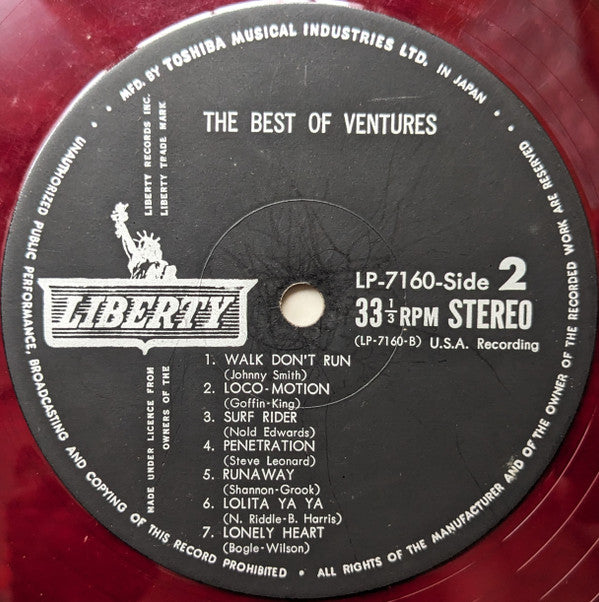 MFD. BY TOSHIBA MUSICAL INDUSTRIES LTD. IN JAPAN
THE BEST OF VENTURES
LIBERTY RECORDS INC.
LIBERTY TRADE MARK
LIBERTY
LP-7160-Side 2
33 1/3 RPM STEREO
(LP-7160-B) U.S.A. Recording
1. WALK DON'T RUN
(Johnny Smith)
2. LOCO-MOTION
(Goffin-King)
3. SURF RIDER
(Nold Edwards)
4. PENETRATION
(Steve Leonard)
5. RUNAWAY
(Shannon-Grook)
6. LOLITA YA YA
(N. Riddle-B. Harris)
7. LONELY HEART
(Bogle-Wilson)
MADE UNDER LICENCE FROM
OWNERS OF THE
UNAUTHORIZED PUBLIC PERFORMANCE, BROADCASTING AND COPYING OF THIS RECORD PROHIBITED • ALL RIGHTS OF THE MANUFACTURER AND OF THE OWNER OF THE RECORDED WORK ARE RESERVED